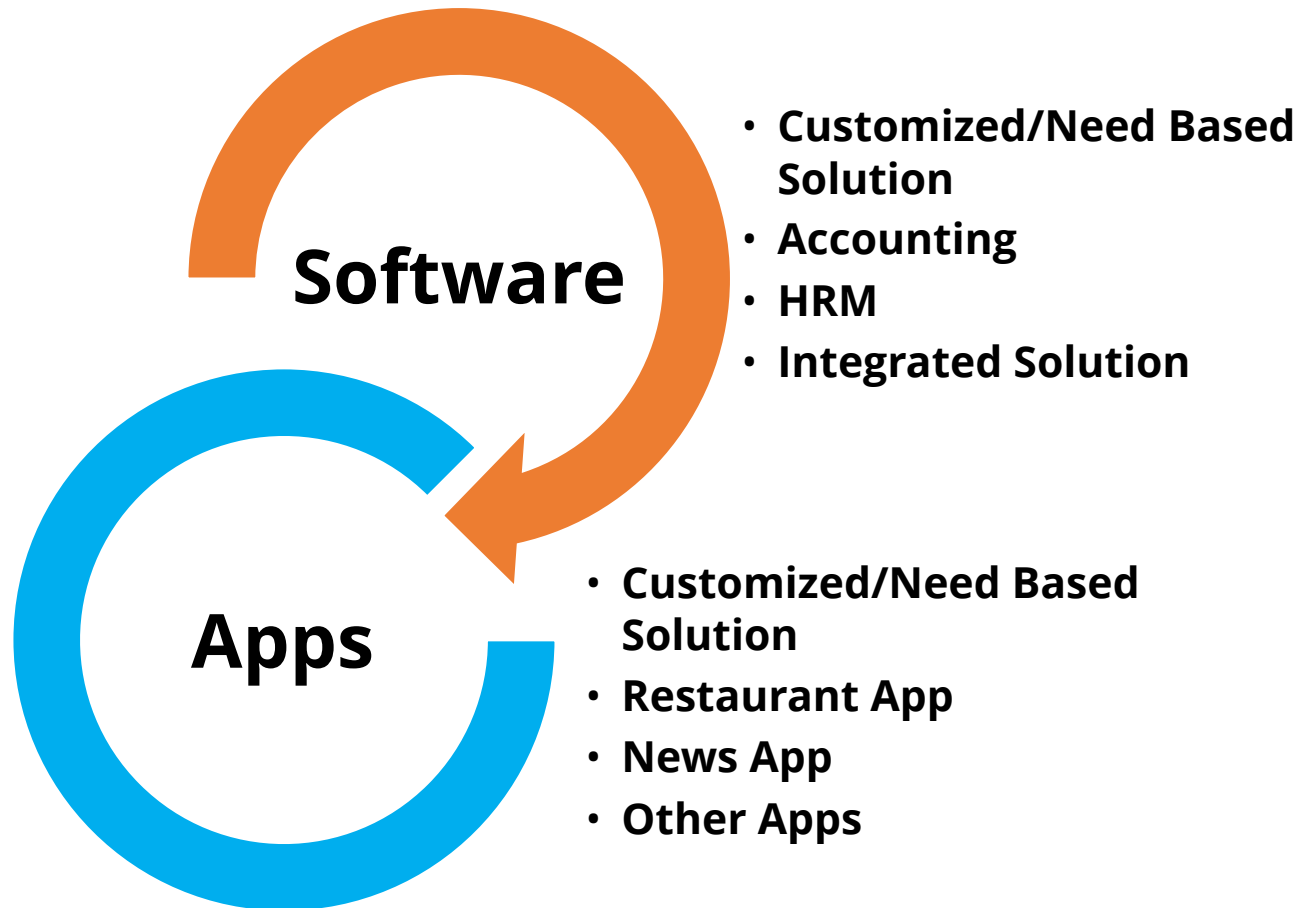 Software
• Customized/Need Based
Solution
• Accounting
• HRM
• Integrated Solution
Apps
• Customized/Need Based
Solution
• Restaurant App
• News App
• Other Apps